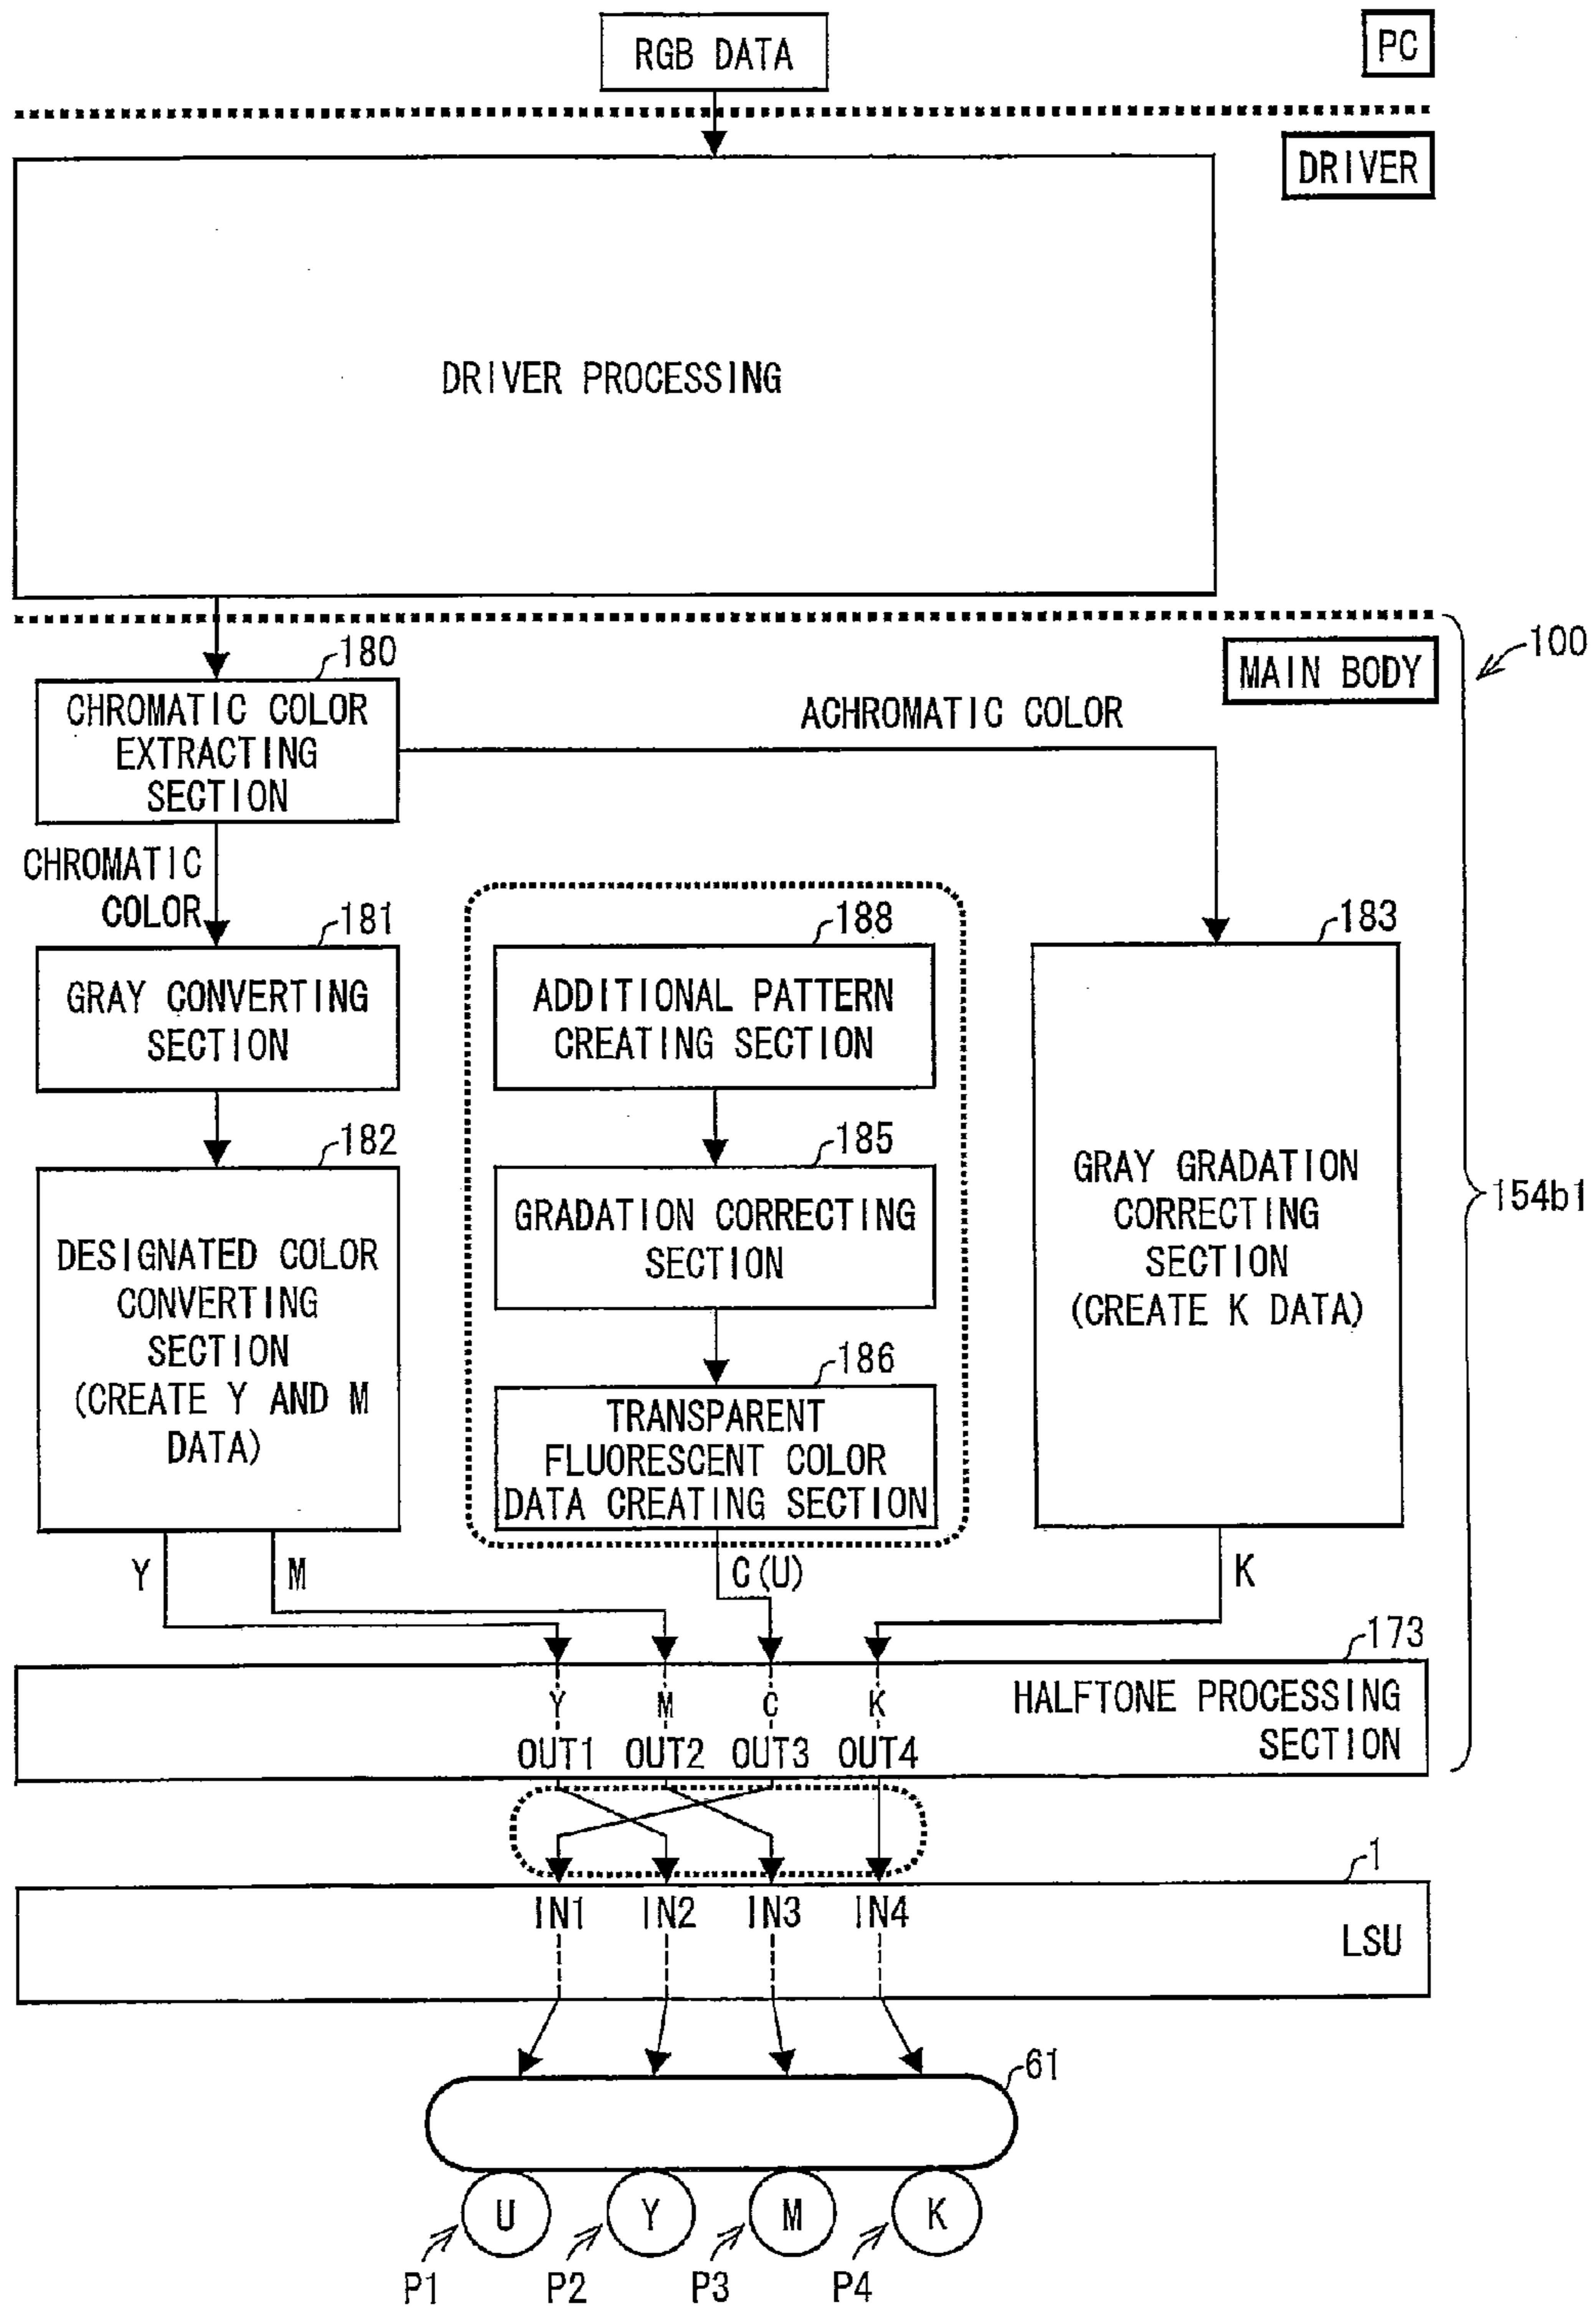 RGB DATA
PC
DRIVER
DRIVER PROCESSING
MAIN BODY
100
180
CHROMATIC COLOR
EXTRACTING
SECTION
ACHROMATIC COLOR
CHROMATIC
COLOR
181
GRAY CONVERTING
SECTION
188
ADDITIONAL PATTERN
CREATING SECTION
183
GRAY GRADATION
CORRECTING
SECTION
(CREATE K DATA)
154b1
182
DESIGNATED COLOR
CONVERTING
SECTION
(CREATE Y AND M
DATA)
185
GRADATION CORRECTING
SECTION
186
TRANSPARENT
FLUORESCENT COLOR
DATA CREATING SECTION
Y
M
C(U)
K
173
Y M C K
HALFTONE PROCESSING
SECTION
OUT1 OUT2 OUT3 OUT4
1
IN1 IN2 IN3 IN4
LSU
61
U Y M K
P1 P2 P3 P4